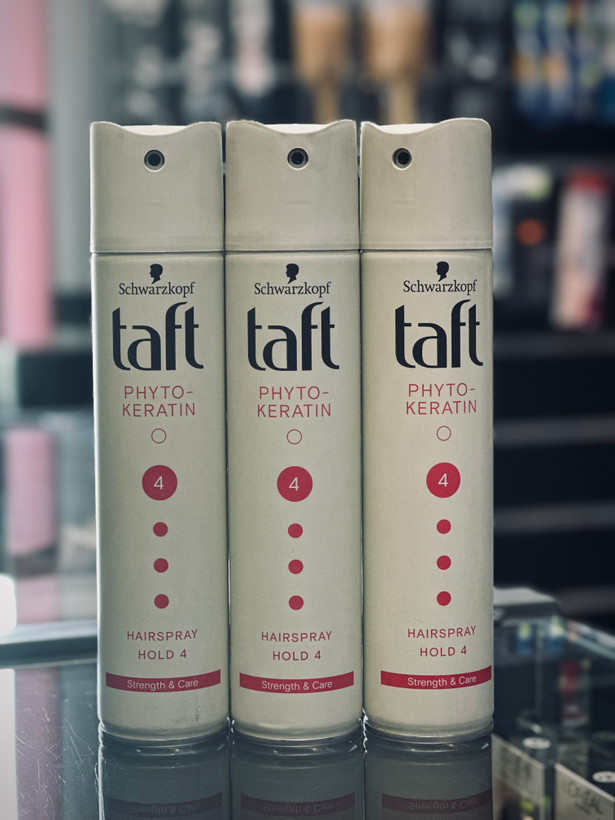 Schwarzkopf
taft
PHYTO-
KERATIN
4
HAIRSPRAY
HOLD 4
Strength & Care
Schwarzkopf
taft
PHYTO-
KERATIN
4
HAIRSPRAY
HOLD 4
Strength & Care
Schwarzkopf
taft
PHYTO-
KERATIN
4
HAIRSPRAY
HOLD 4
Strength & Care